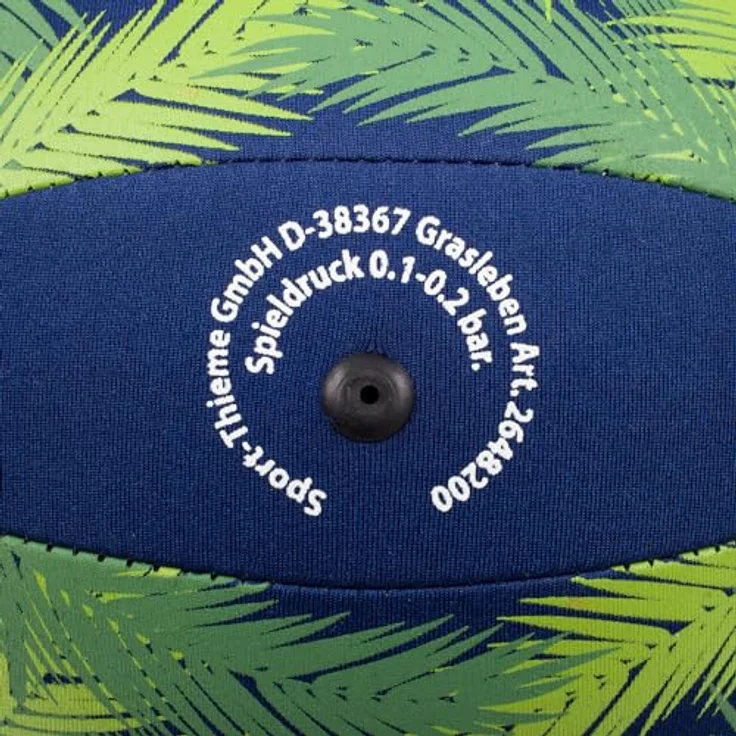 Sport-Thieme GmbH D-38367 Grasleben Art. 2648200
Spieldruck 0.1-0.2 bar.